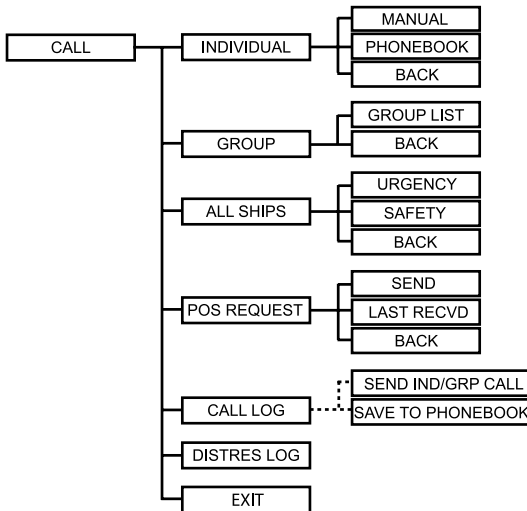 CALL
INDIVIDUAL
MANUAL
PHONEBOOK
BACK
GROUP
GROUP LIST
BACK
ALL SHIPS
URGENCY
SAFETY
BACK
POS REQUEST
SEND
LAST RECVD
BACK
CALL LOG
SEND IND/GRP CALL
SAVE TO PHONEBOOK
DISTRES LOG
EXIT